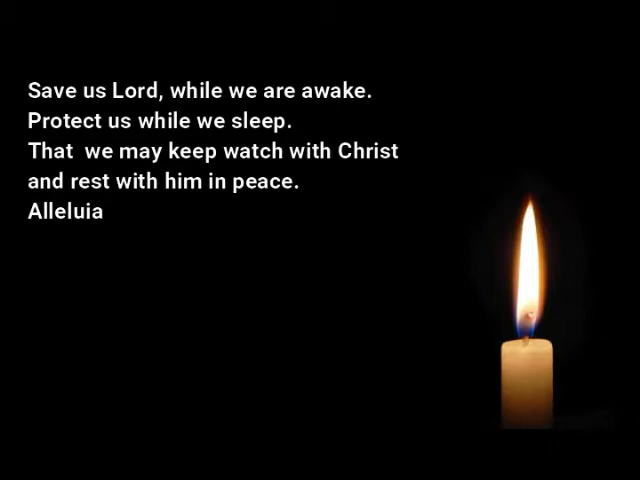 Save us Lord, while we are awake.
Protect us while we sleep.
That  we may keep watch with Christ
and rest with him in peace.
Alleluia